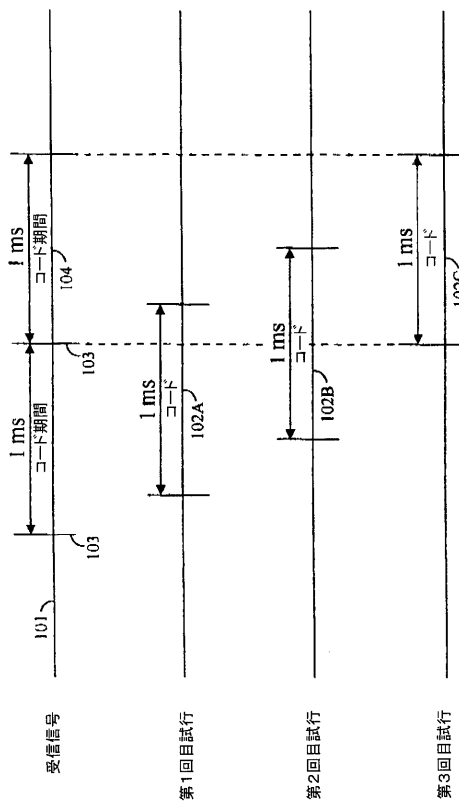 受信信号
101
103
1 ms
コード期間
103
1 ms
コード期間
104
第1回目試行
1 ms
コード
102A
第2回目試行
1 ms
コード
102B
第3回目試行
1 ms
コード
102C